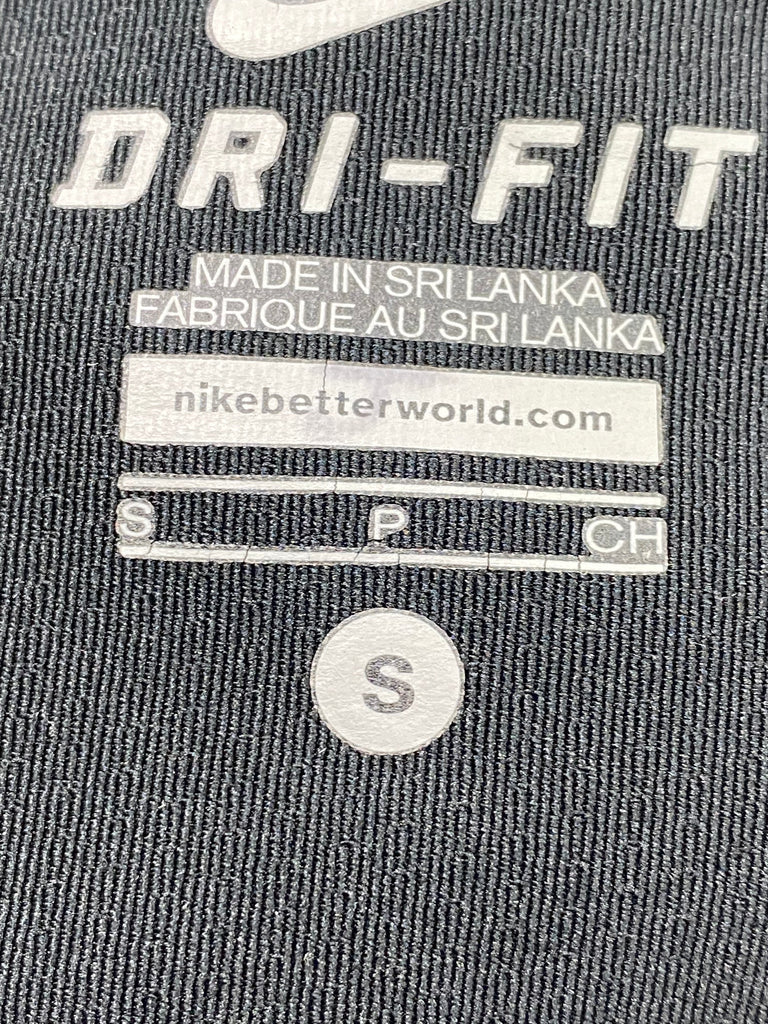 DRI-FIT
MADE IN SRI LANKA
FABRIQUE AU SRI LANKA
nikebetterworld.com
S P CH
S